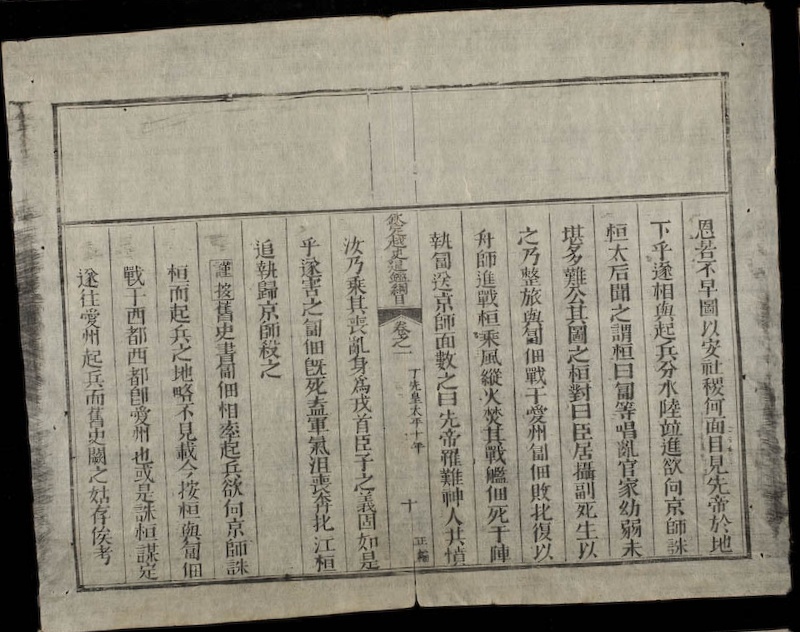 恩若不早圖以安社稷何面目見先帝於地
下乎遂相與起兵分水陸並進欲向京師誅
桓太后聞之謂桓曰匐等唱亂官家幼弱未
堪多難公其圖之桓對曰臣居攝副死生以
之乃整旅與匐佃戰于愛州匐佃敗北復以
舟師進戰桓乘風縱火焚其戰艦佃死于陣
執匐送京師面數之曰先帝罹難神人共憤
欽定越史通鑑綱目
卷之一
丁先皇太平十年
十
正編
汝乃乘其喪亂身為戎首臣子之義固如是
乎遂害之匐佃旣死盍軍氣沮喪奔北江桓
追執歸京師殺之
謹按舊史書匐佃相率起兵欲向京師誅
桓而起兵之地略不見載今按桓與匐佃
戰于西都西都卽愛州也或是誅桓謀定
遂往愛州起兵而舊史闕之姑存俟考